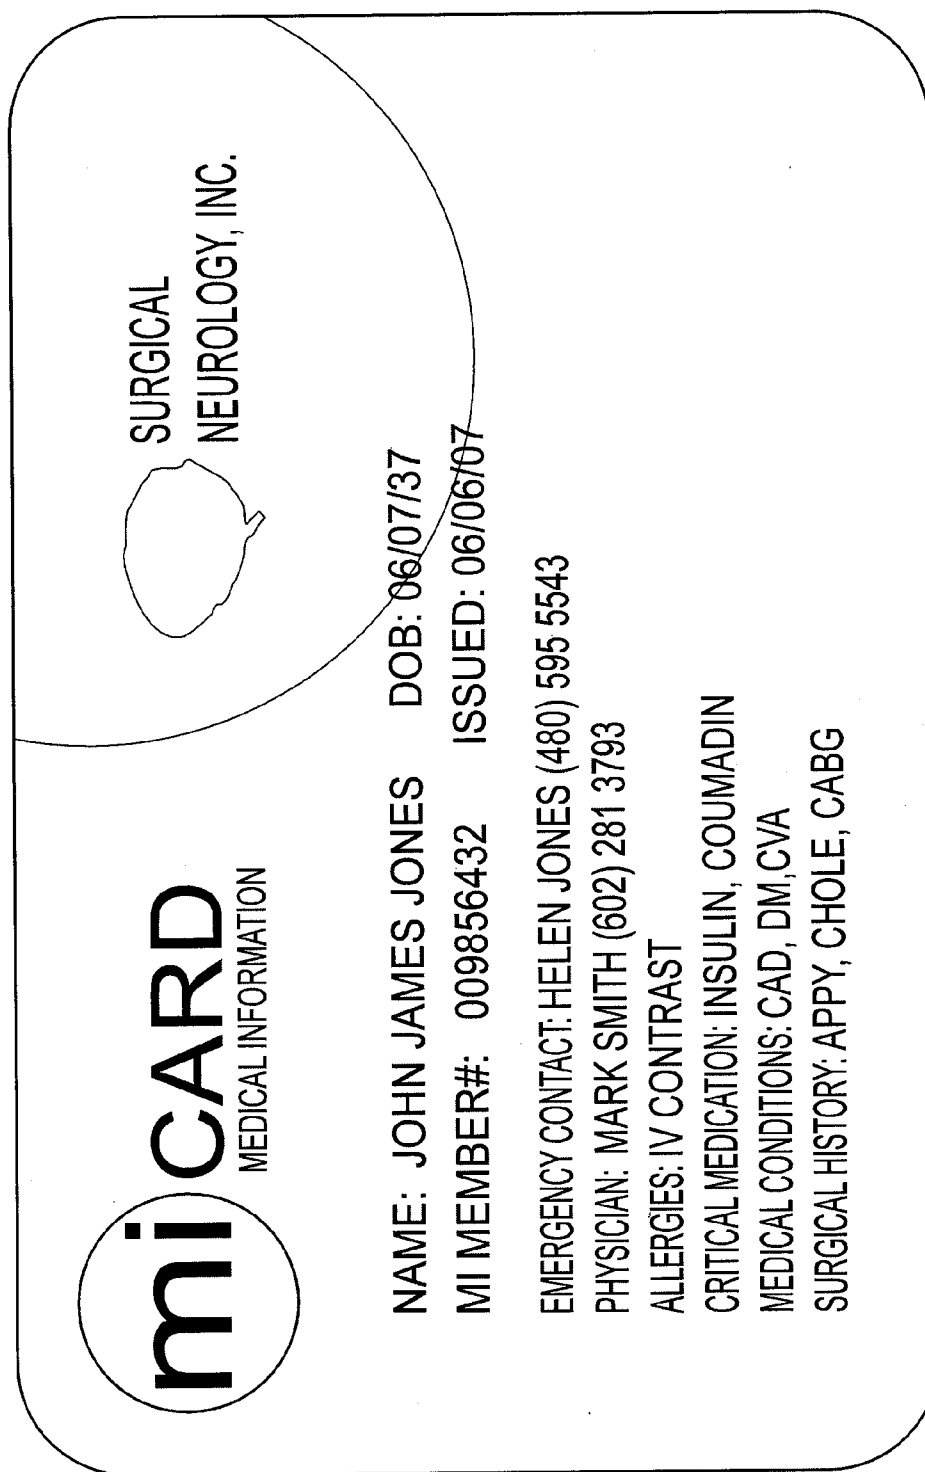 mi CARD
MEDICAL INFORMATION
SURGICAL
NEUROLOGY, INC.
NAME: JOHN JAMES JONES DOB: 06/07/37
MI MEMBER#: 009856432 ISSUED: 06/06/07
EMERGENCY CONTACT: HELEN JONES (480) 595 5543
PHYSICIAN: MARK SMITH (602) 281 3793
ALLERGIES: IV CONTRAST
CRITICAL MEDICATION: INSULIN, COUMADIN
MEDICAL CONDITIONS: CAD, DM,CVA
SURGICAL HISTORY: APPY, CHOLE, CABG